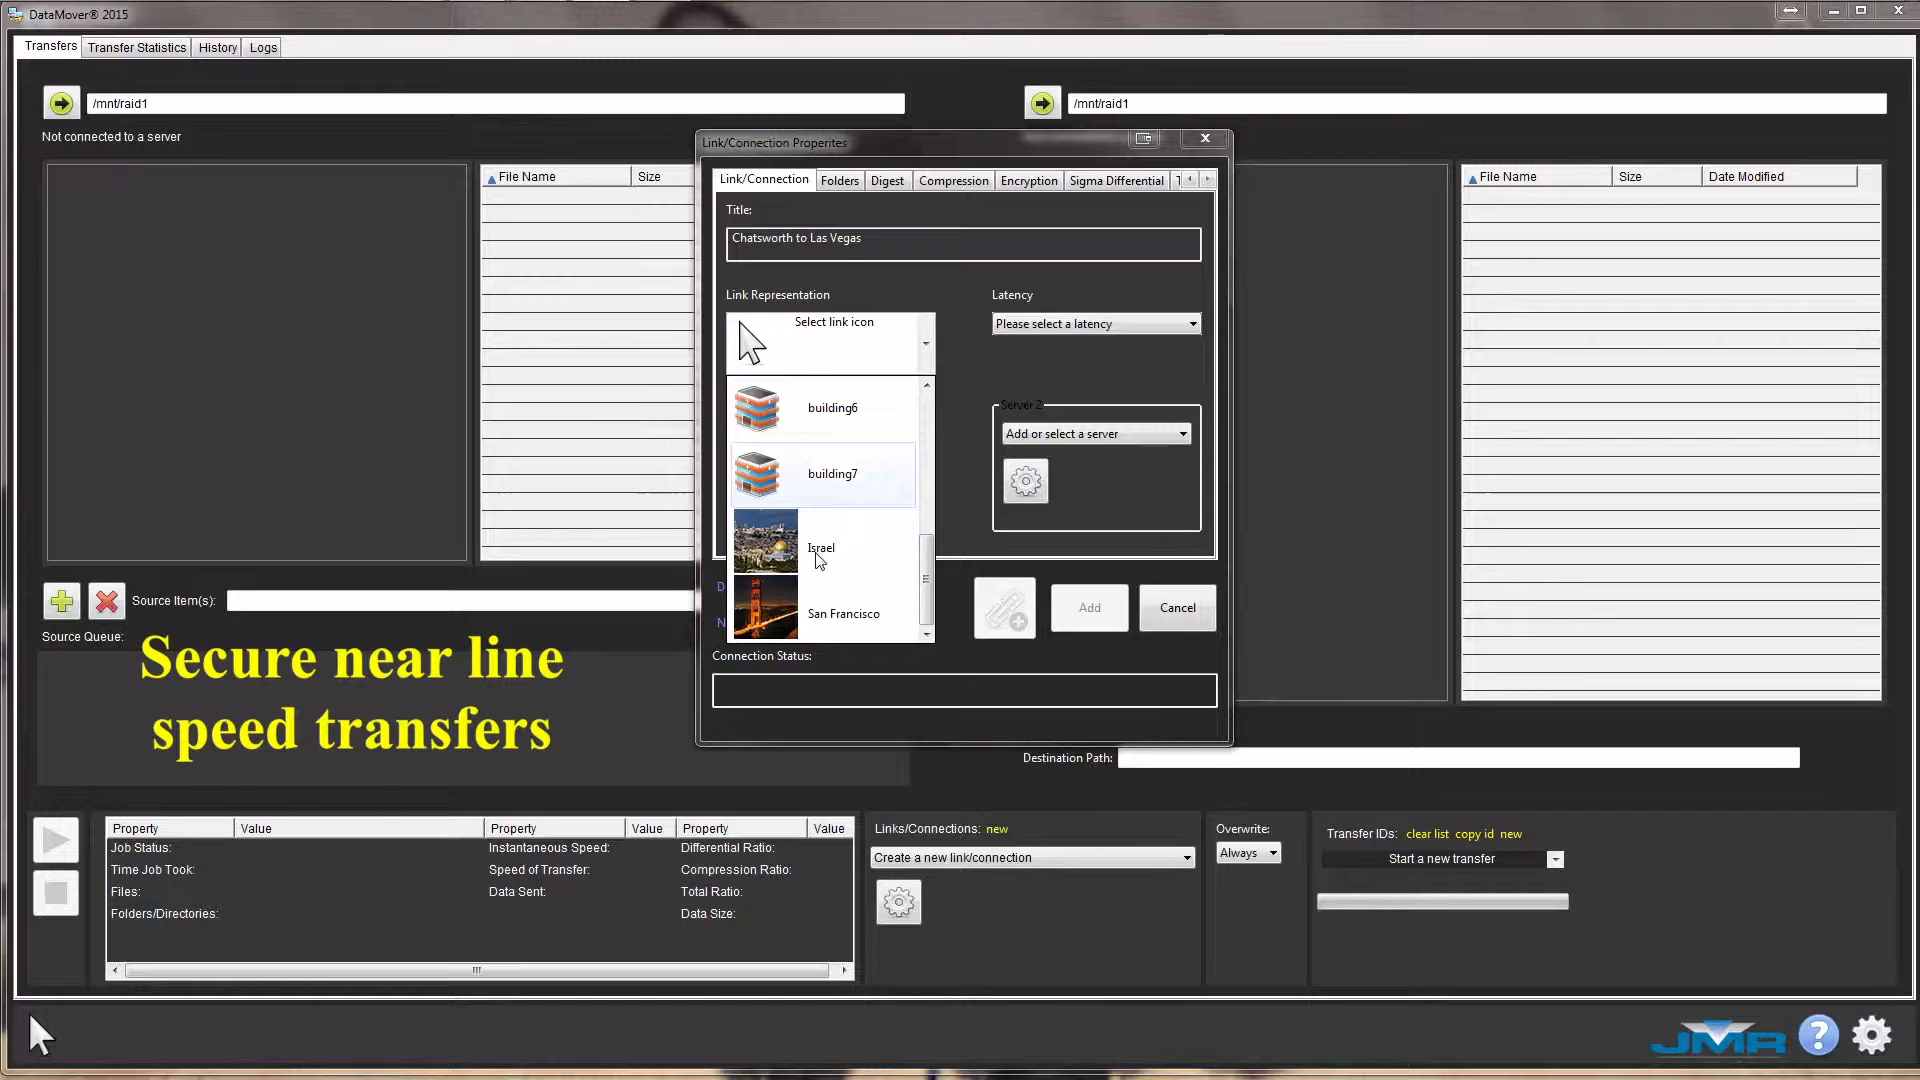 DataMover® 2015
Transfers
Transfer Statistics
History
Logs
/mnt/raid1
/mnt/raid1
Not connected to a server
File Name
Size
File Name
Size
Date Modified
Link/Connection Properites
Link/Connection
Folders
Digest
Compression
Encryption
Sigma Differential
Title:
Chatsworth to Las Vegas
Link Representation
Latency
Select link icon
Please select a latency
building6
building7
Israel
San Francisco
Server 2
Add or select a server
Add
Cancel
Connection Status:
Source Item(s):
Source Queue:
Secure near line
speed transfers
Destination Path:
Property
Value
Property
Value
Property
Value
Job Status:
Instantaneous Speed:
Differential Ratio:
Time Job Took:
Speed of Transfer:
Compression Ratio:
Files:
Data Sent:
Total Ratio:
Folders/Directories:
Data Size:
Links/Connections: new
Create a new link/connection
Overwrite:
Always
Transfer IDs: clear list copy id new
Start a new transfer
JMR
?